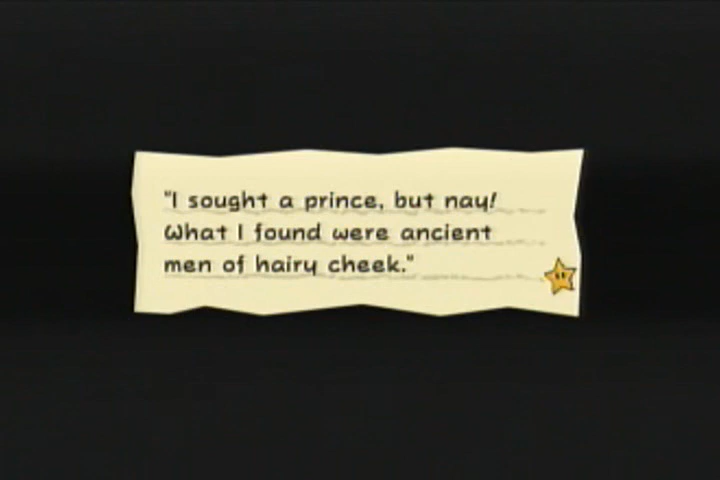 "I sought a prince, but nay!
What I found were ancient
men of hairy cheek."